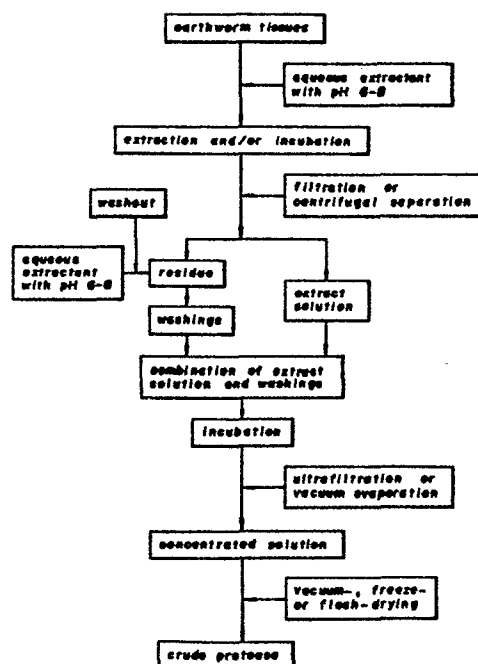 earthworm tissues
aqueous extractant
with pH 6-8
extraction and/or incubation
filtration or
centrifugal separation
washout
aqueous
extractant
with pH 6-8
residue
washings
extract
solution
combination of extract
solution and washings
incubation
ultrafiltration or
vacuum evaporation
concentrated solution
vacuum-, freeze-
or flash-drying
crude protease